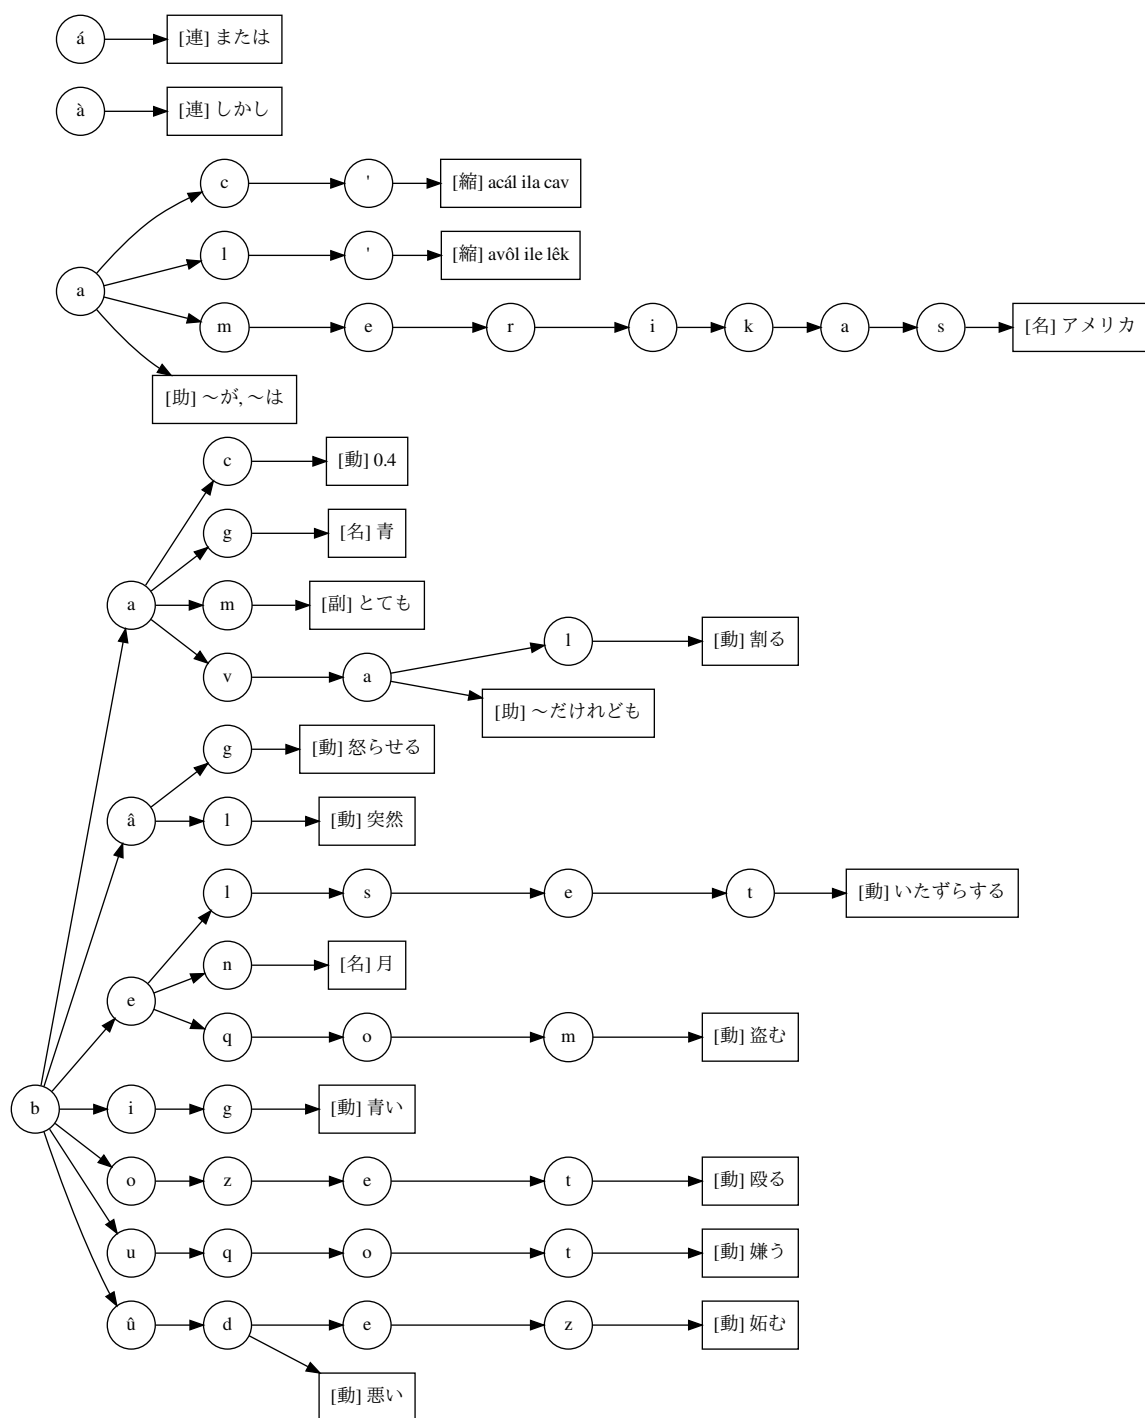 á [連] または
à [連] しかし
c ' [縮] acál ila cav
l ' [縮] avôl ile lêk
a
m e r i k a s [名] アメリカ
[助] ～が, ～は
c [動] 0.4
g [名] 青
a m [副] とても
l [動] 割る
v a
[助] ～だけれども
g [動] 怒らせる
â l [動] 突然
l s e t [動] いたずらする
n [名] 月
e
q o m [動] 盗む
b i g [動] 青い
o z e t [動] 殴る
u q o t [動] 嫌う
û d e z [動] 妬む
[動] 悪い